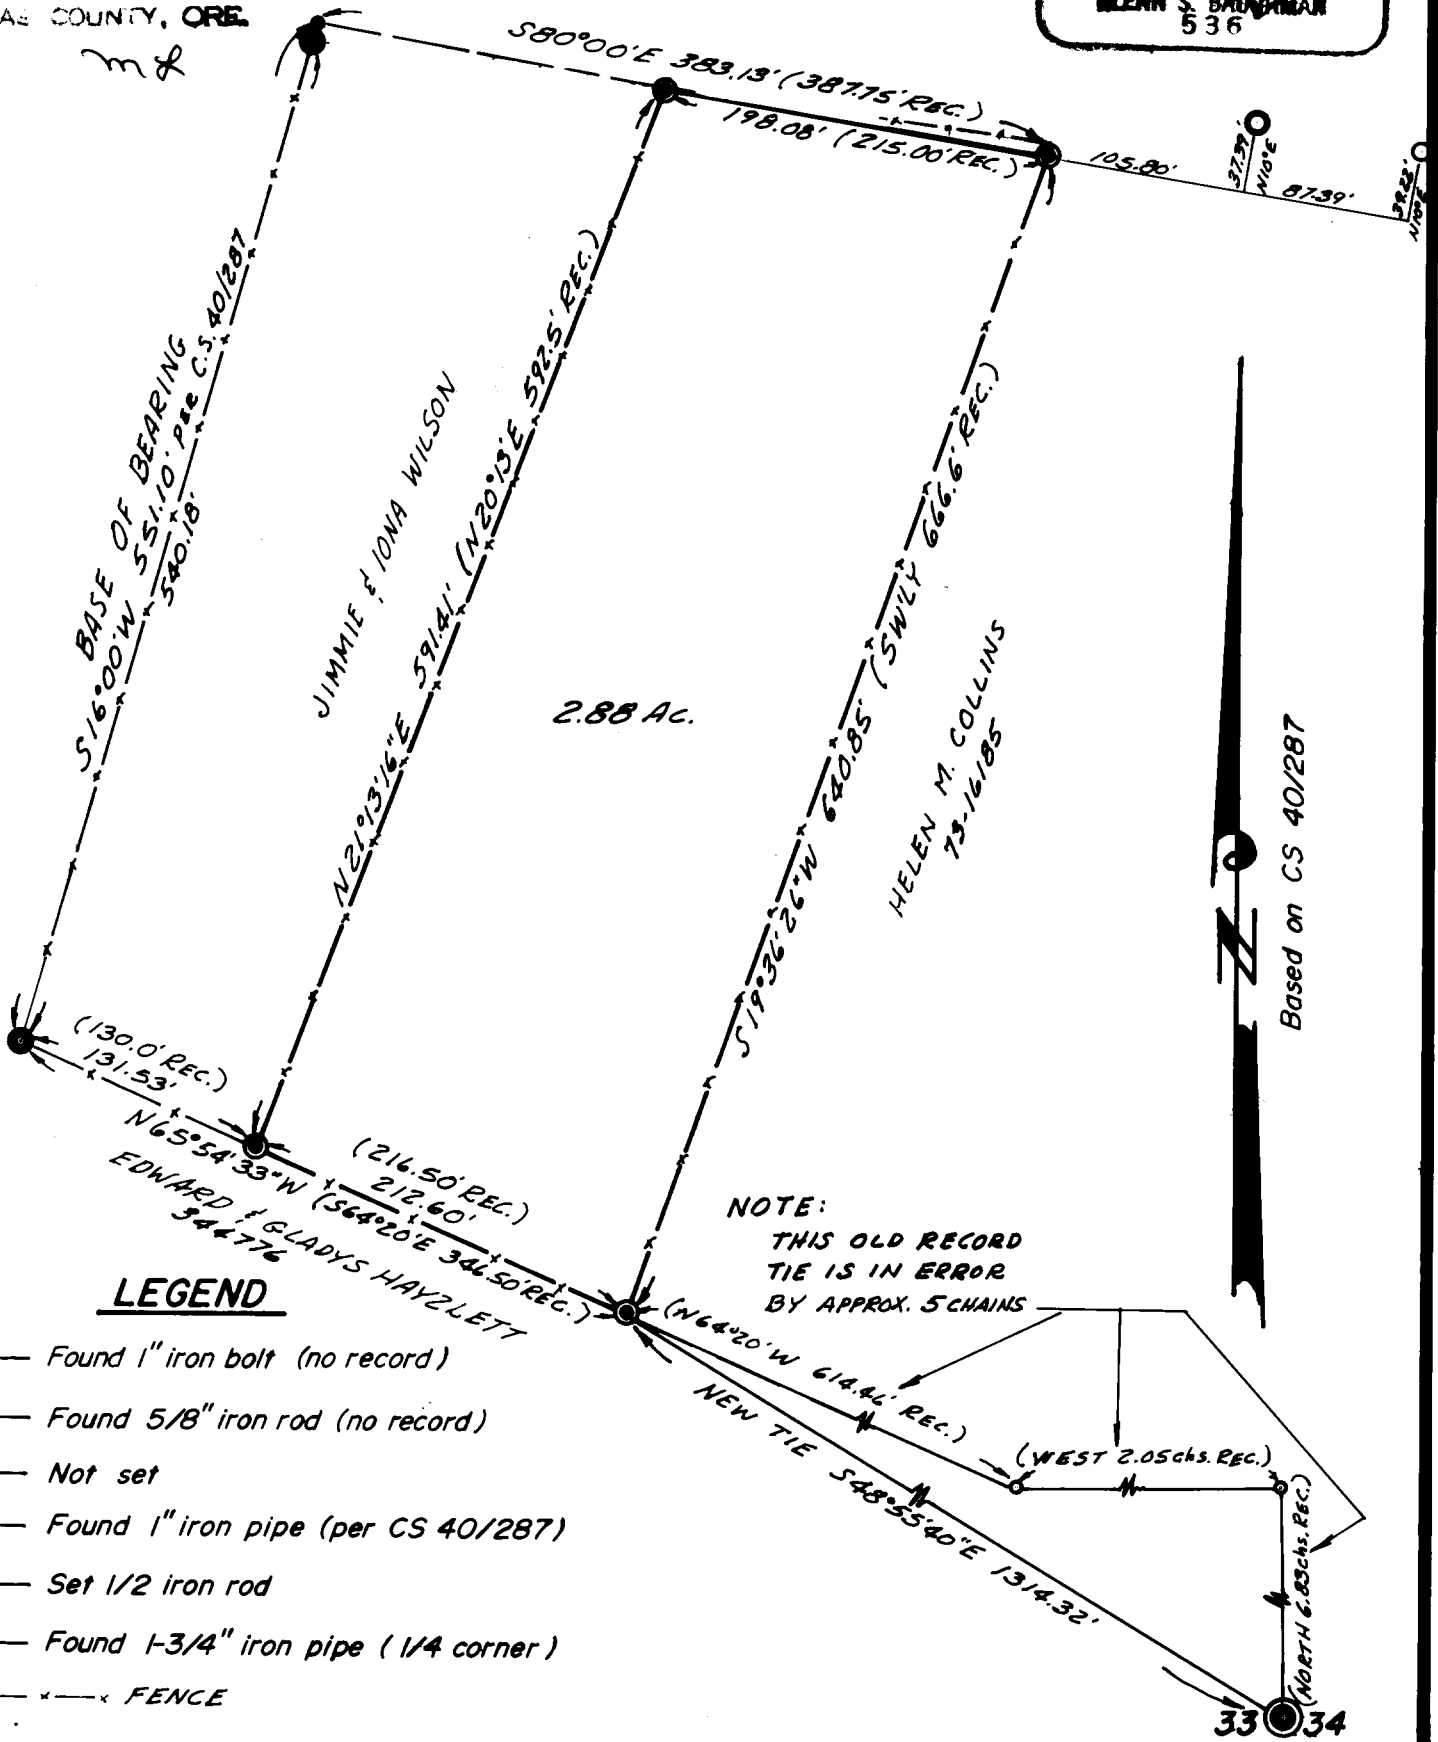 COUNTY, ORE.
GLENN S. BAUGHMAN
536
S80°00'E 383.13' (387.75' REC.)
198.08' (215.00' REC.)
105.80'
37.39'
N10°E
87.39'
39.22'
N10°E
BASE OF BEARING
S16°00'W 551.10' PER C.S. 40/287
540.18'
JIMMIE & IONA WILSON
N21°13'16"E 591.41' (N20°13'E 592.5' REC.)
2.88 AC.
S19°36'26"W 640.85' (SW'LY 666.6' REC.)
HELEN M. COLLINS
73-16185
N
Based on CS 40/287
(130.0' REC.)
131.53'
(216.50' REC.)
212.60'
N65°54'33"W (S64°20'E 346.50' REC.)
EDWARD & GLADYS HAYZLETT
344776
NOTE:
THIS OLD RECORD
TIE IS IN ERROR
BY APPROX. 5 CHAINS
(N64°20'W 614.46' REC.)
(WEST 2.05chs. REC.)
(NORTH 6.83chs. REC.)
NEW TIE S48°55'40"E 1314.32'
33 34
LEGEND
Found 1" iron bolt (no record)
Found 5/8" iron rod (no record)
Not set
Found 1" iron pipe (per CS 40/287)
Set 1/2 iron rod
Found 1-3/4" iron pipe (1/4 corner)
FENCE